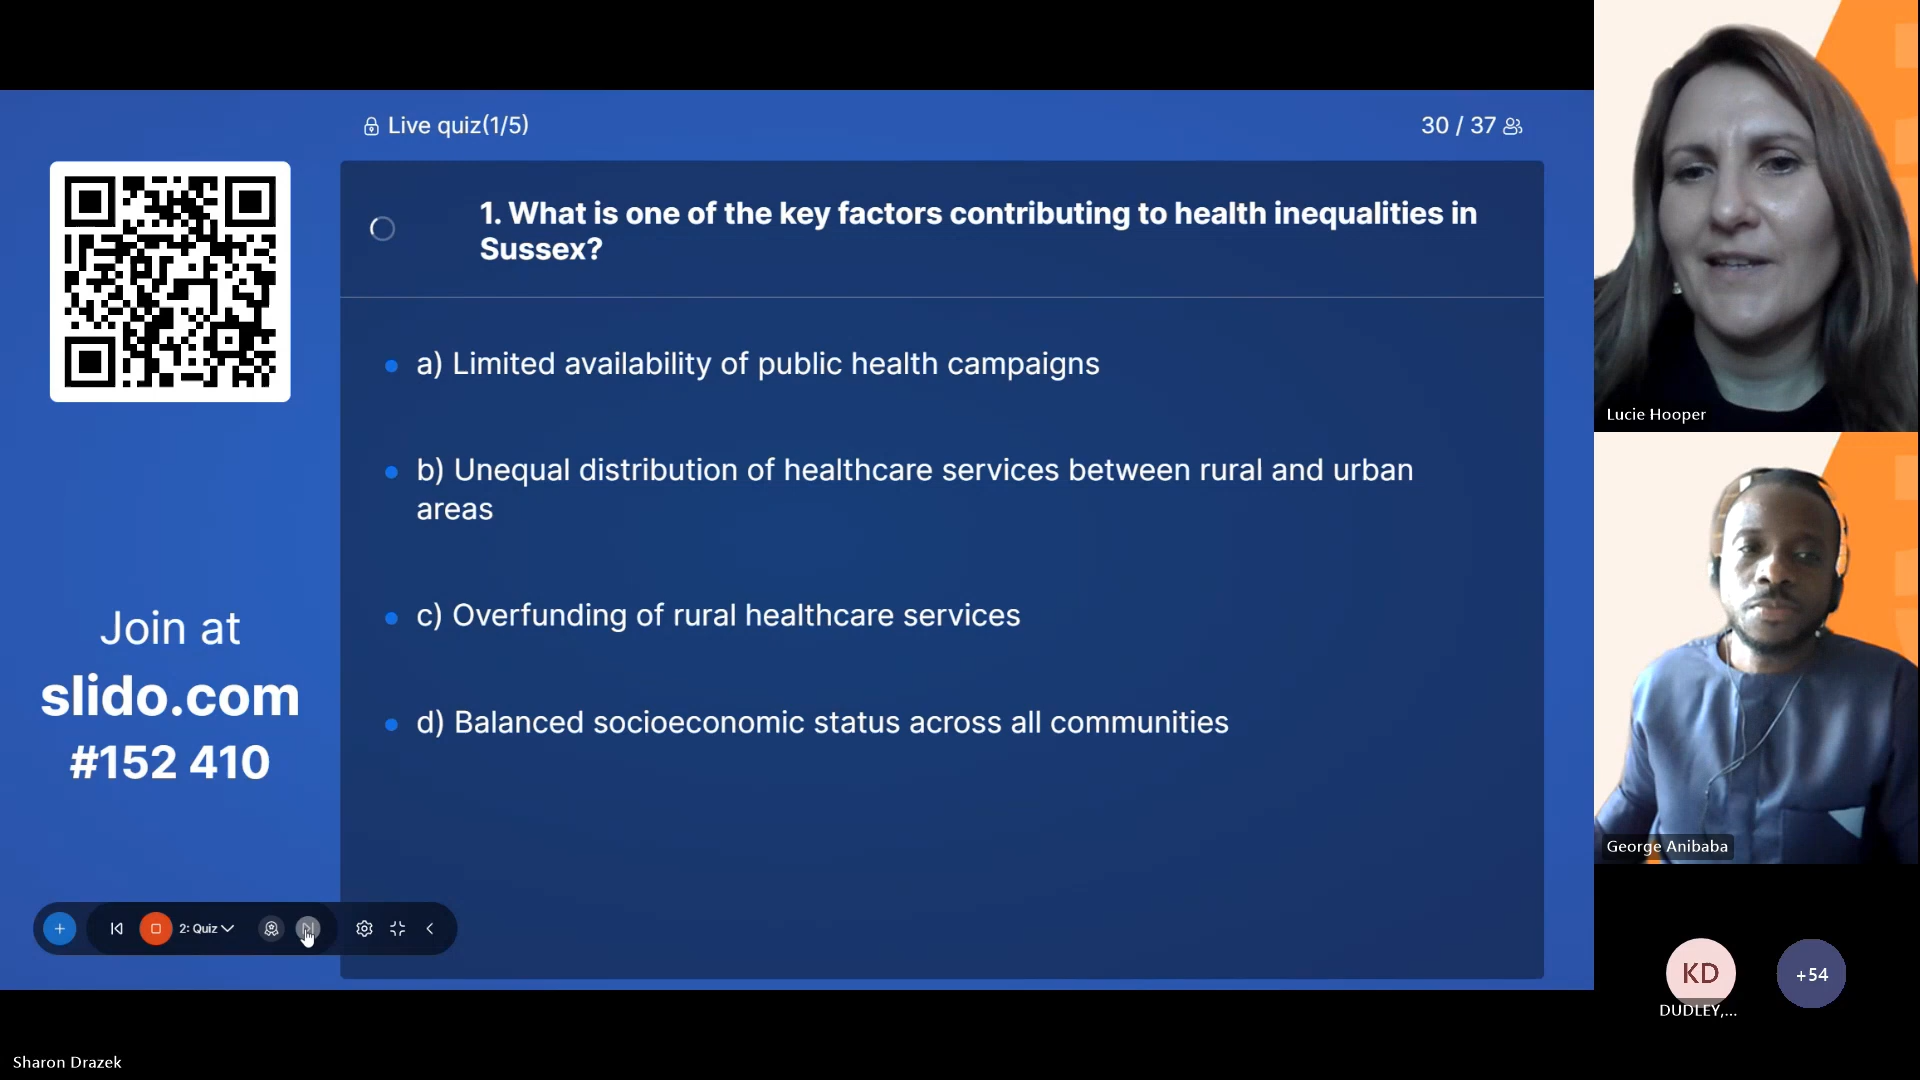 Live quiz(1/5)
30 / 37
1. What is one of the key factors contributing to health inequalities in
Sussex?
a) Limited availability of public health campaigns
b) Unequal distribution of healthcare services between rural and urban
areas
c) Overfunding of rural healthcare services
d) Balanced socioeconomic status across all communities
Join at
slido.com
#152 410
2: Quiz
Lucie Hooper
George Anibaba
KD
DUDLEY,...
+54
Sharon Drazek